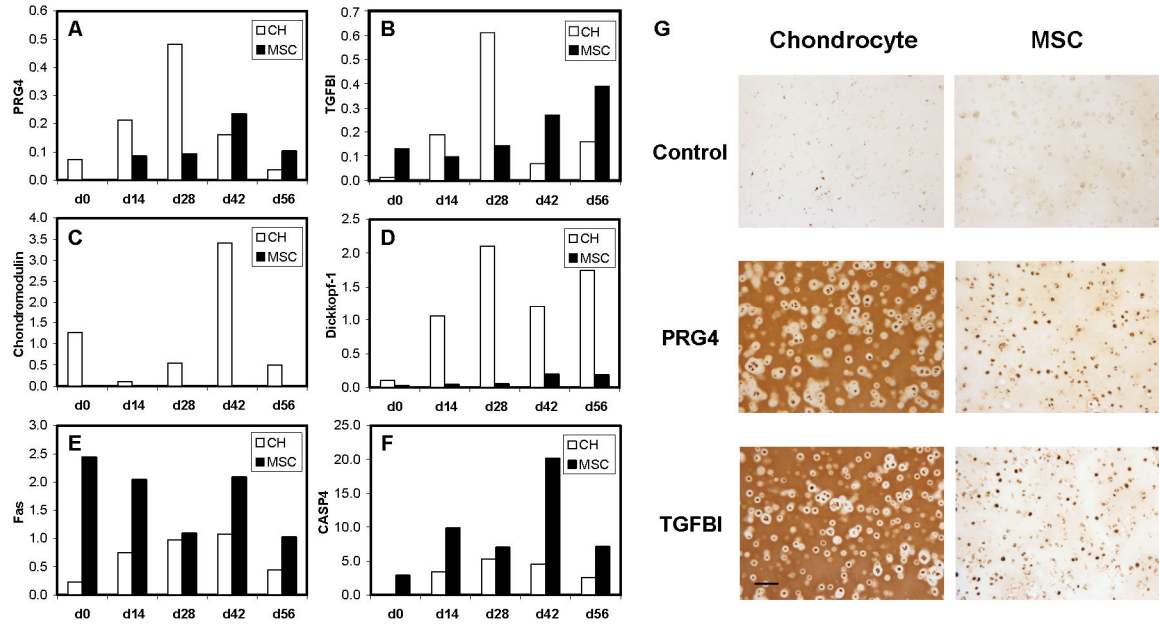 A
CH
MSC
PRG4
0.6
0.5
0.4
0.3
0.2
0.1
0.0
d0 d14 d28 d42 d56
B
CH
MSC
TGFBI
0.7
0.6
0.5
0.4
0.3
0.2
0.1
0.0
d0 d14 d28 d42 d56
C
CH
MSC
Chondromodulin
4.0
3.5
3.0
2.5
2.0
1.5
1.0
0.5
0.0
d0 d14 d28 d42 d56
D
CH
MSC
Dickkopf-1
2.5
2.0
1.5
1.0
0.5
0.0
d0 d14 d28 d42 d56
E
CH
MSC
Fas
3.0
2.5
2.0
1.5
1.0
0.5
0.0
d0 d14 d28 d42 d56
F
CH
MSC
CASP4
25.0
20.0
15.0
10.0
5.0
0.0
d0 d14 d28 d42 d56
G
Chondrocyte MSC
Control
PRG4
TGFBI